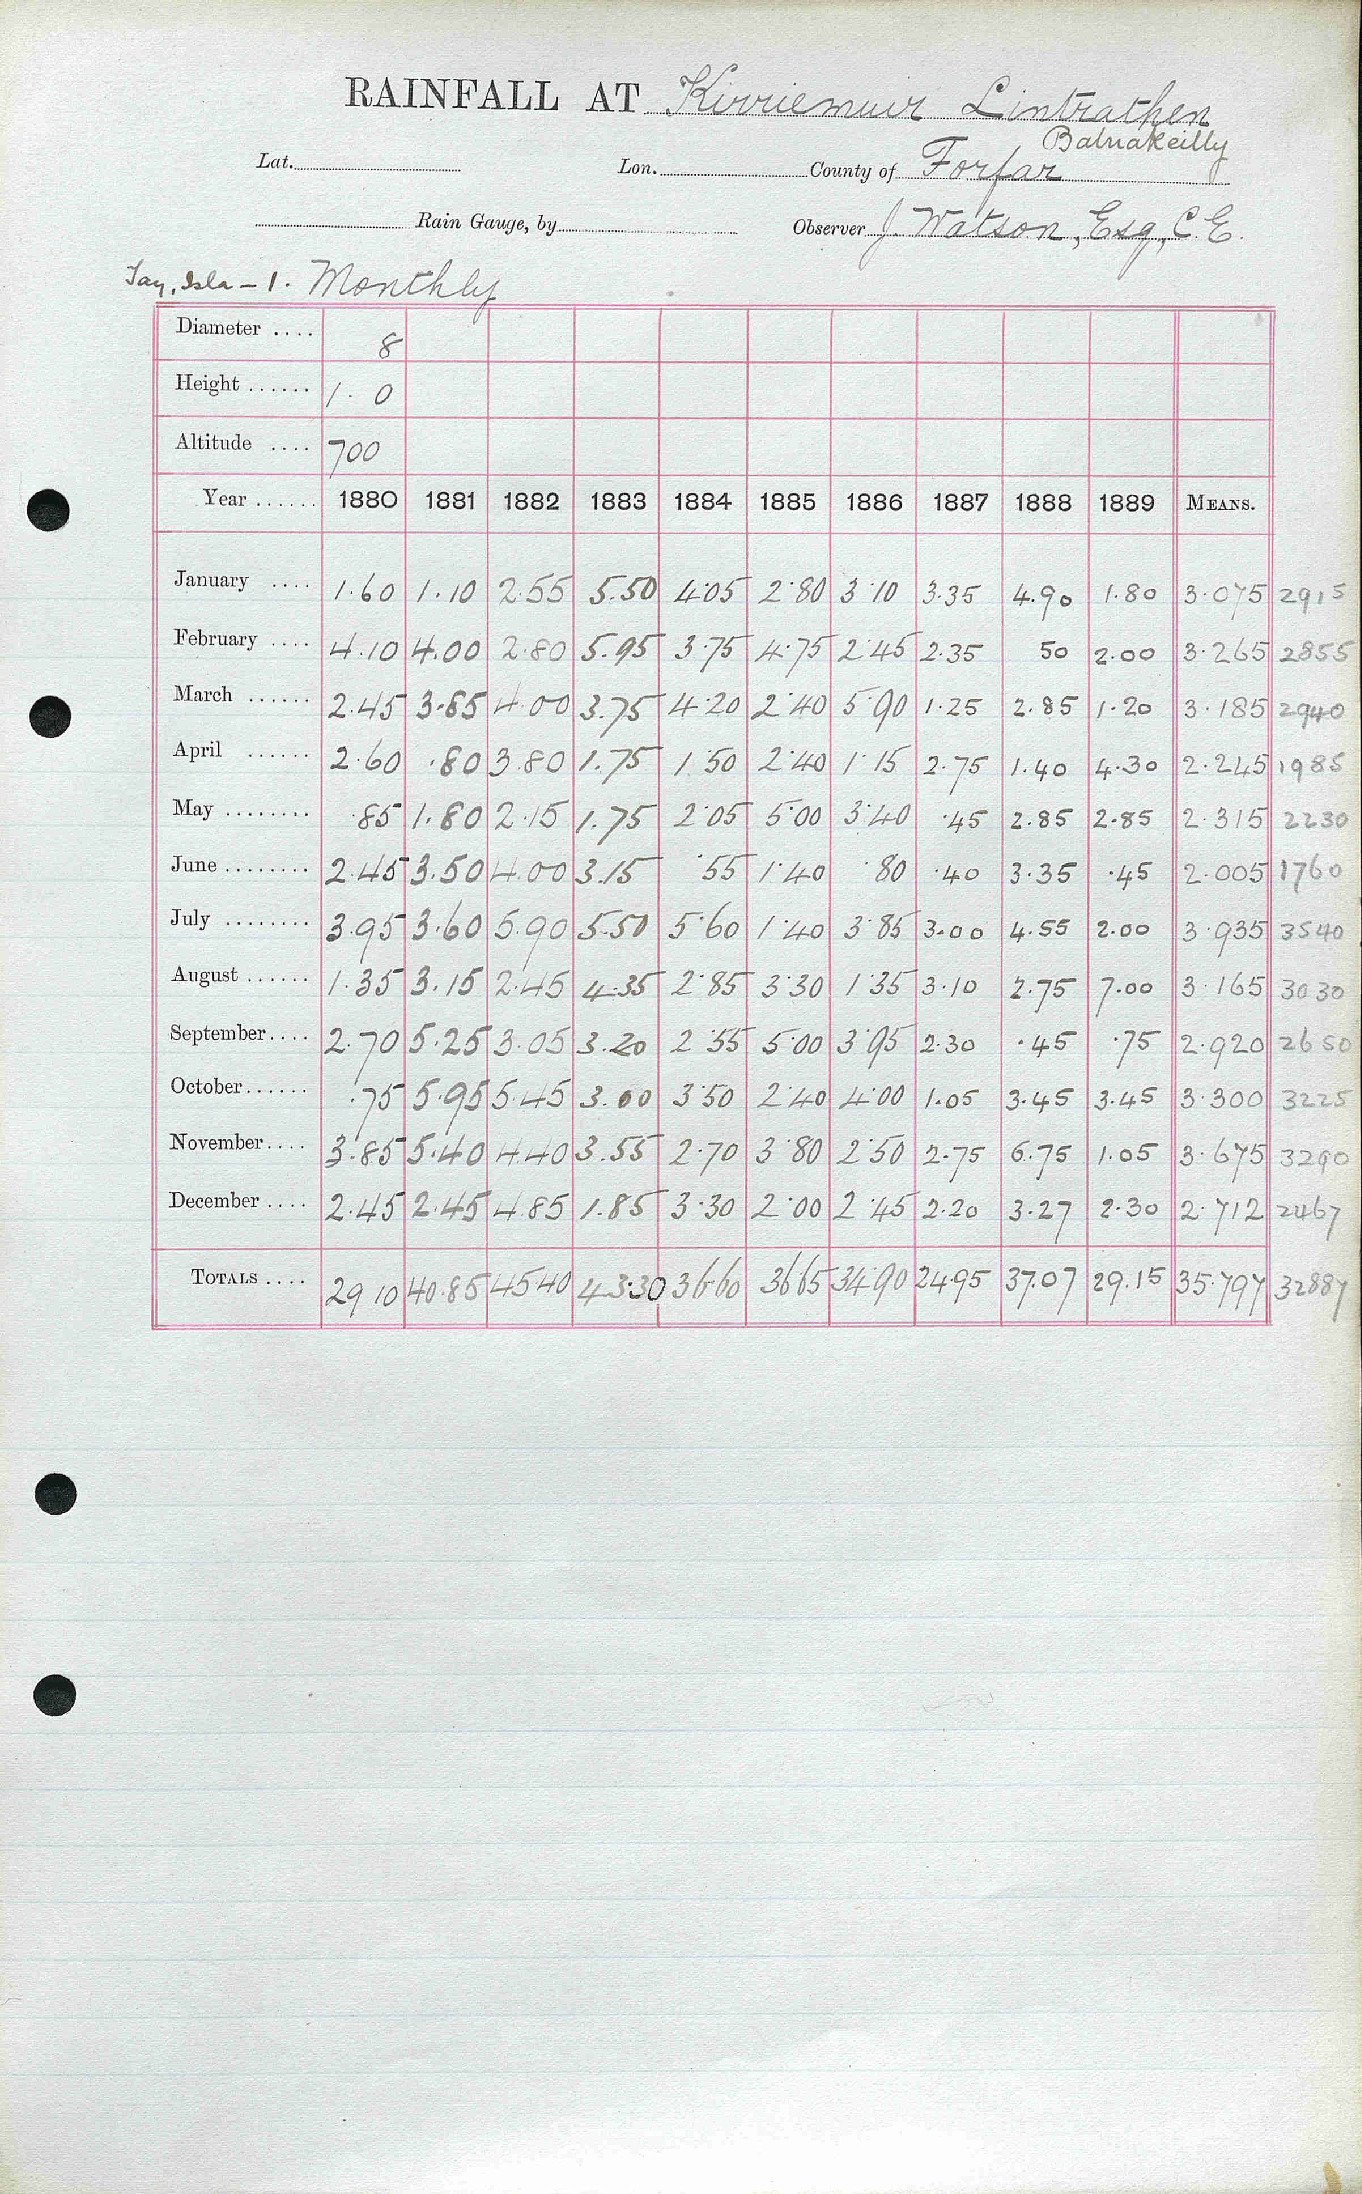 RAINFALL AT Kirriemuir Lintrathen
Balnakeilly
Lat. Lon. County of Forfar
Rain Gauge, by Observer J. Watson, Esq, C.E.
Tay, Isla - 1. Monthly
Diameter .... 8
Height ...... 1. 0
Altitude .... 700
Year ...... 1880 1881 1882 1883 1884 1885 1886 1887 1888 1889 MEANS.
January .... 1.60 1.10 2.55 5.50 4.05 2.80 3.10 3.35 4.90 1.80 3.075 2915
February .... 4.10 4.00 2.80 5.95 3.75 4.75 2.45 2.35 50 2.00 3.265 2855
March ...... 2.45 3.85 4.00 3.75 4.20 2.40 5.90 1.25 2.85 1.20 3.185 2940
April ...... 2.60 .80 3.80 1.75 1.50 2.40 1.15 2.75 1.40 4.30 2.245 1985
May ........ .85 1.80 2.15 1.75 2.05 5.00 3.40 .45 2.85 2.85 2.315 2230
June ........ 2.45 3.50 4.00 3.15 .55 1.40 .80 .40 3.35 .45 2.005 1760
July ........ 3.95 3.60 5.90 5.50 5.60 1.40 3.85 3.00 4.55 2.00 3.935 3540
August ...... 1.35 3.15 2.45 4.35 2.85 3.30 1.35 3.10 2.75 7.00 3.165 3030
September.... 2.70 5.25 3.05 3.20 2.55 5.00 3.95 2.30 .45 .75 2.920 2650
October...... .75 5.95 5.45 3.00 3.50 2.40 4.00 1.05 3.45 3.45 3.300 3225
November.... 3.85 5.40 4.40 3.55 2.70 3.80 2.50 2.75 6.75 1.05 3.675 3290
December .... 2.45 2.45 4.85 1.85 3.30 2.00 2.45 2.20 3.27 2.30 2.712 2467
TOTALS .... 29 10 40.85 45 40 43.30 36.60 36 65 34.90 24.95 37.07 29.15 35.797 32887